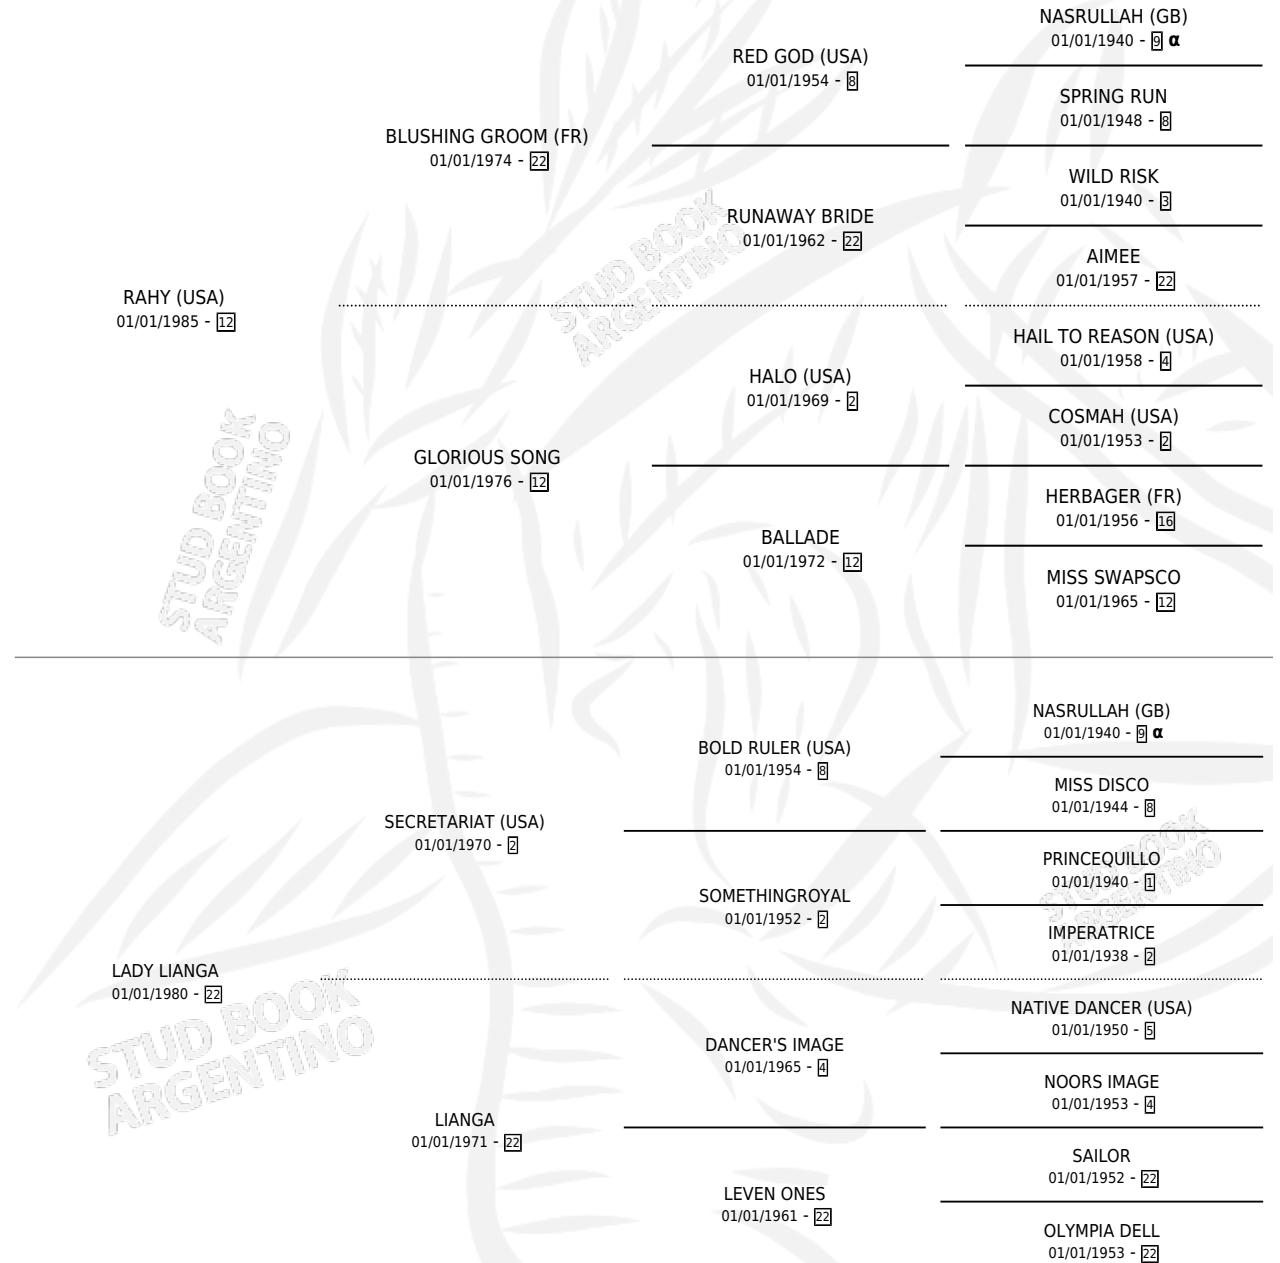 NASRULLAH (GB)
01/01/1940 - 9 α
RED GOD (USA)
01/01/1954 - 8
SPRING RUN
01/01/1948 - 8
BLUSHING GROOM (FR)
01/01/1974 - 22
WILD RISK
01/01/1940 - 3
RUNAWAY BRIDE
01/01/1962 - 22
AIMEE
01/01/1957 - 22
RAHY (USA)
01/01/1985 - 12
HAIL TO REASON (USA)
01/01/1958 - 4
HALO (USA)
01/01/1969 - 2
COSMAH (USA)
01/01/1953 - 2
GLORIOUS SONG
01/01/1976 - 12
HERBAGER (FR)
01/01/1956 - 16
BALLADE
01/01/1972 - 12
MISS SWAPSCO
01/01/1965 - 12
NASRULLAH (GB)
01/01/1940 - 9 α
BOLD RULER (USA)
01/01/1954 - 8
MISS DISCO
01/01/1944 - 8
SECRETARIAT (USA)
01/01/1970 - 2
PRINCEQUILLO
01/01/1940 - 1
SOMETHINGROYAL
01/01/1952 - 2
IMPERATRICE
01/01/1938 - 2
LADY LIANGA
01/01/1980 - 22
NATIVE DANCER (USA)
01/01/1950 - 5
DANCER'S IMAGE
01/01/1965 - 4
NOORS IMAGE
01/01/1953 - 4
LIANGA
01/01/1971 - 22
SAILOR
01/01/1952 - 22
LEVEN ONES
01/01/1961 - 22
OLYMPIA DELL
01/01/1953 - 22
STUD BOOK
ARGENTINO
STUD BOOK
ARGENTINO
STUD BOOK
ARGENTINO
STUD BOOK
ARGENTINO